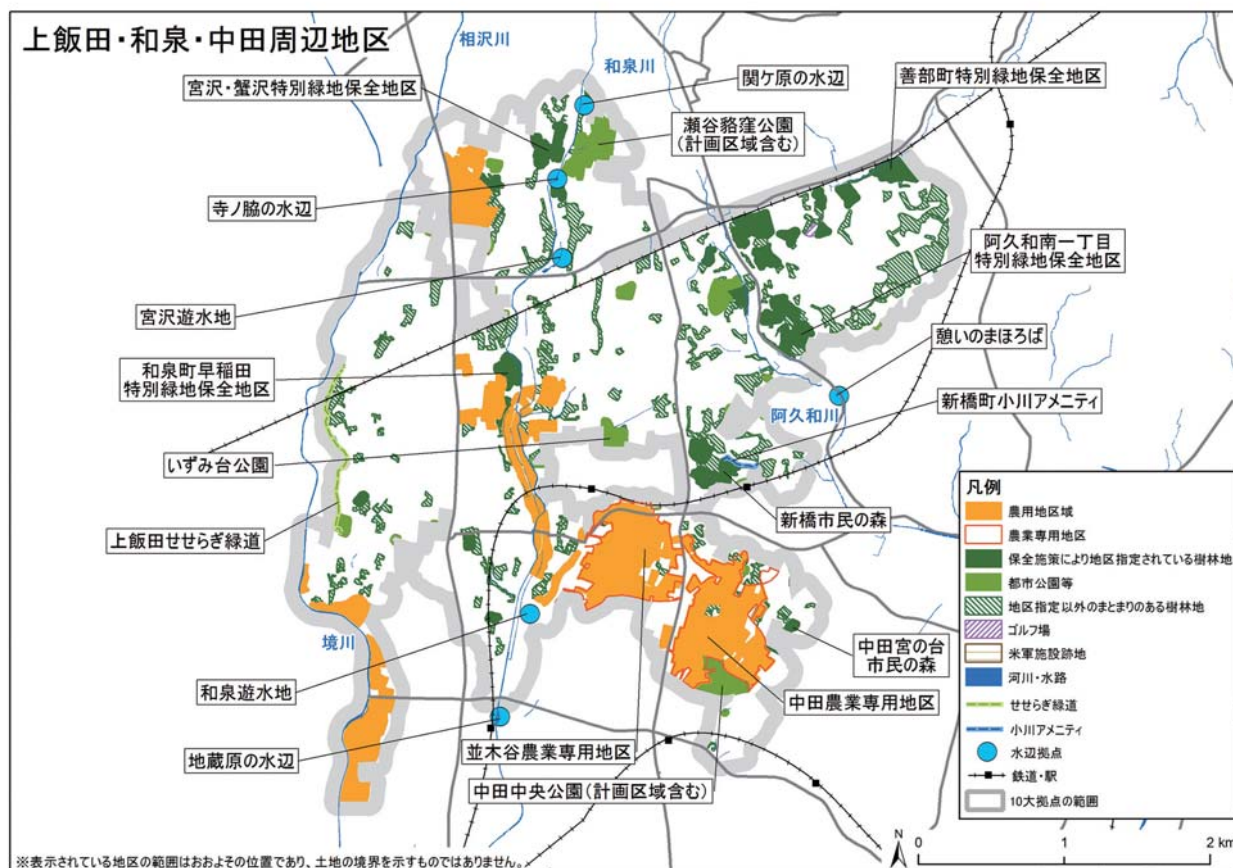 上飯田・和泉・中田周辺地区
相沢川
和泉川
宮沢・蟹沢特別緑地保全地区
関ケ原の水辺
善部町特別緑地保全地区
瀬谷貉窪公園
(計画区域含む)
寺ノ脇の水辺
阿久和南一丁目
特別緑地保全地区
宮沢遊水地
憩いのまほろば
和泉町早稲田
特別緑地保全地区
新橋町小川アメニティ
阿久和川
いずみ台公園
新橋市民の森
上飯田せせらぎ緑道
境川
中田宮の台
市民の森
和泉遊水地
中田農業専用地区
地蔵原の水辺
並木谷農業専用地区
中田中央公園(計画区域含む)
凡例
農用地区域
農業専用地区
保全施策により地区指定されている樹林地
都市公園等
地区指定以外のまとまりのある樹林地
ゴルフ場
米軍施設跡地
河川・水路
せせらぎ緑道
小川アメニティ
水辺拠点
鉄道・駅
10大拠点の範囲
N
0 1 2 km
※表示されている地区の範囲はおおよその位置であり、土地の境界を示すものではありません。